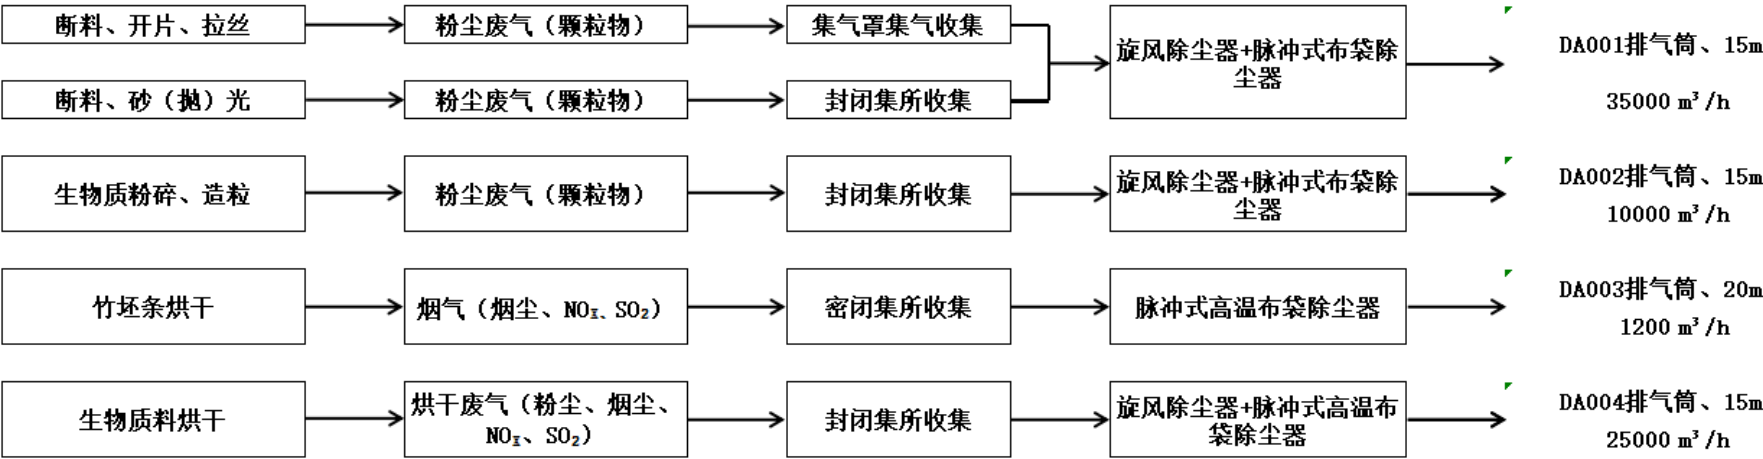 断料、开片、拉丝
粉尘废气（颗粒物）
集气罩集气收集
断料、砂（抛）光
粉尘废气（颗粒物）
封闭集所收集
旋风除尘器+脉冲式布袋除
尘器
DA001排气筒、15m
35000 m³/h
生物质粉碎、造粒
粉尘废气（颗粒物）
封闭集所收集
旋风除尘器+脉冲式布袋除
尘器
DA002排气筒、15m
10000 m³/h
竹坯条烘干
烟气（烟尘、NOx、SO₂）
密闭集所收集
脉冲式高温布袋除尘器
DA003排气筒、20m
1200 m³/h
生物质料烘干
烘干废气（粉尘、烟尘、
NOx、SO₂）
封闭集所收集
旋风除尘器+脉冲式高温布
袋除尘器
DA004排气筒、15m
25000 m³/h